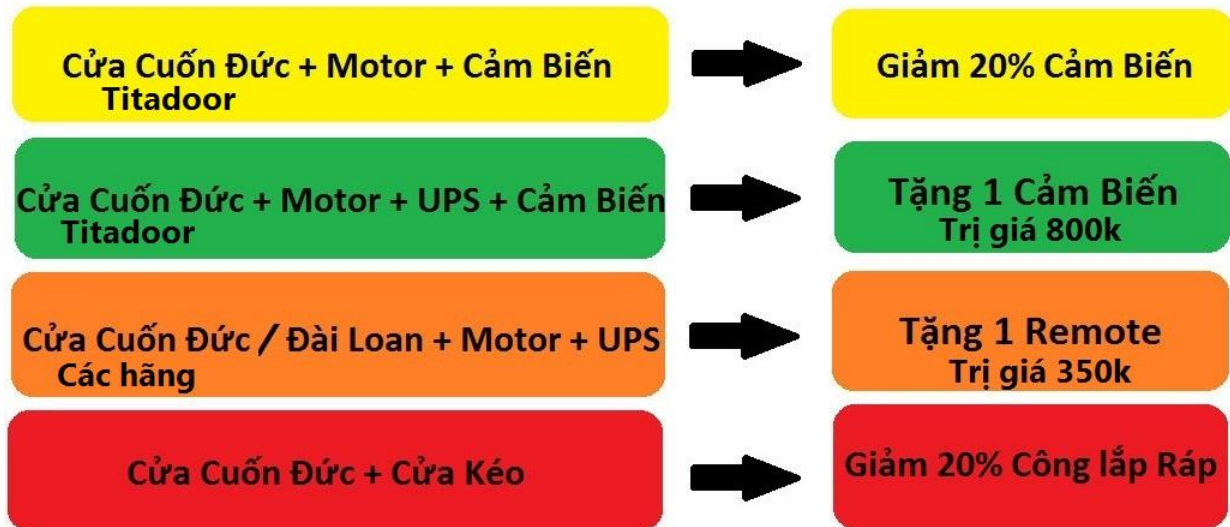 Cửa Cuốn Đức + Motor + Cảm Biến
Titadoor
Giảm 20% Cảm Biến
Cửa Cuốn Đức + Motor + UPS + Cảm Biến
Titadoor
Tặng 1 Cảm Biến
Trị giá 800k
Cửa Cuốn Đức / Đài Loan + Motor + UPS
Các hãng
Tặng 1 Remote
Trị giá 350k
Cửa Cuốn Đức + Cửa Kéo
Giảm 20% Công lắp Ráp